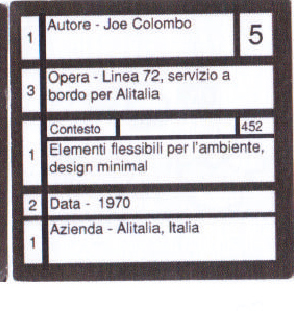 1 Autore - Joe Colombo 5
3 Opera - Linea 72, servizio a
bordo per Alitalia
Contesto 452
1 Elementi flessibili per l'ambiente,
design minimal
2 Data - 1970
1 Azienda - Alitalia, Italia